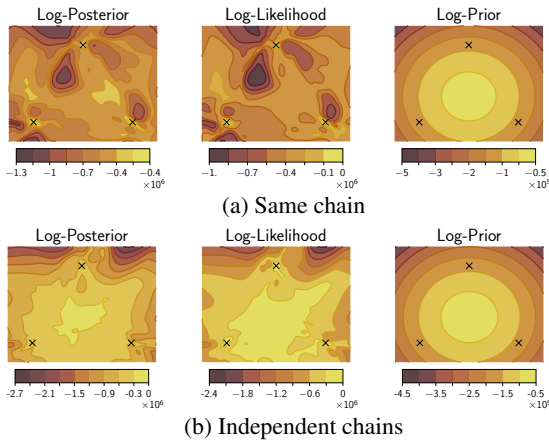 Log-Posterior Log-Likelihood Log-Prior
−1.3 −1 −0.7 −0.4 −0.4
×10⁶
−1. −0.4 −0.1 0
×10⁶
−5 −4 −3 −2 −1 −0.5
(a) Same chain
Log-Posterior Log-Likelihood Log-Prior
−2.7 −2.1 −1.5 −0.9 −0.3 0
×10⁶
−2.4 −1.8 −1.2 −0.6 0
×10⁶
−4.5 −3.5 −2.5 −1.5 −0.5
(b) Independent chains